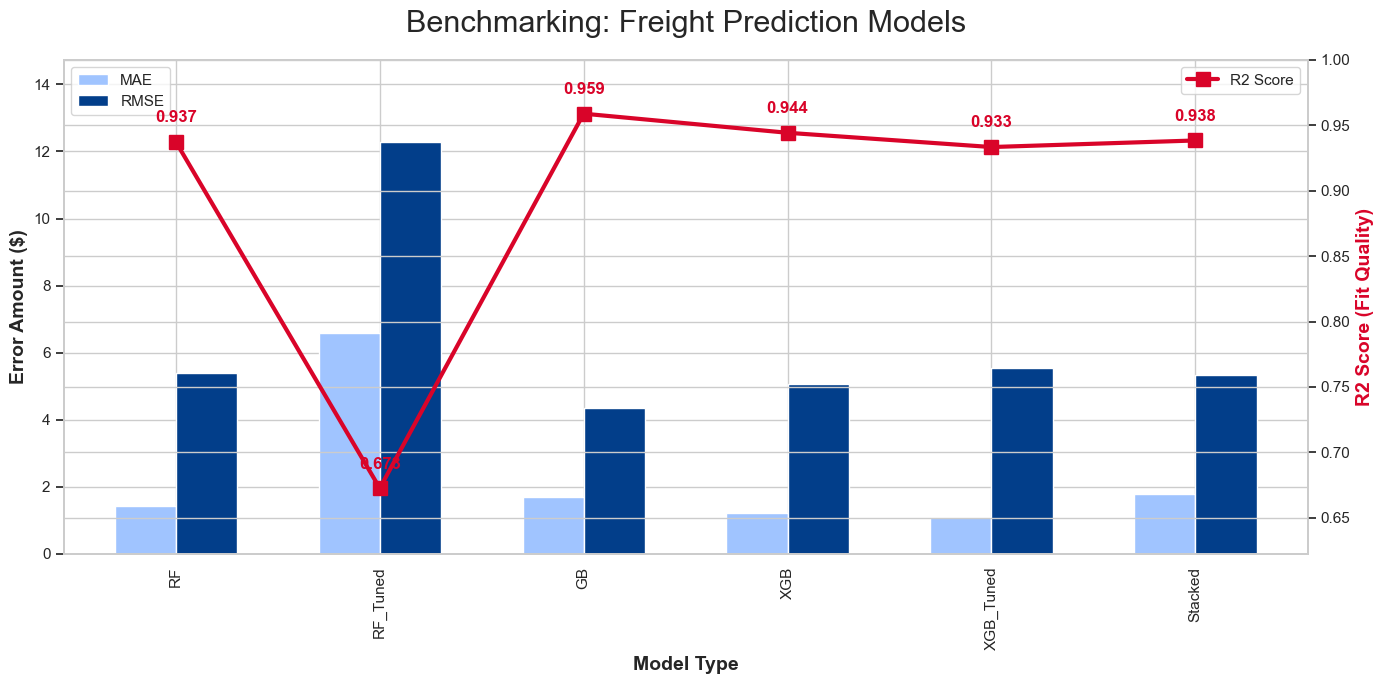 Benchmarking: Freight Prediction Models
MAE
RMSE
R2 Score
0.937
0.959
0.944
0.933
0.938
14
12
10
8
6
4
2
0
Error Amount ($)
1.00
0.95
0.90
0.85
0.80
0.75
0.70
0.65
R2 Score (Fit Quality)
RF
RF_Tuned
GB
XGB
XGB_Tuned
Stacked
Model Type